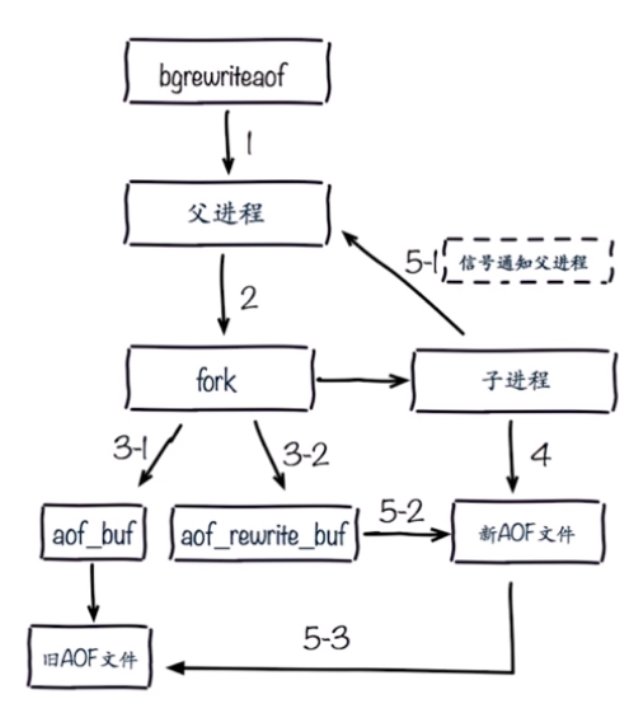 bgrewriteaof
1
父进程
5-1
信号通知父进程
2
fork
子进程
3-1
3-2
4
aof_buf
aof_rewrite_buf
5-2
新AOF文件
5-3
旧AOF文件